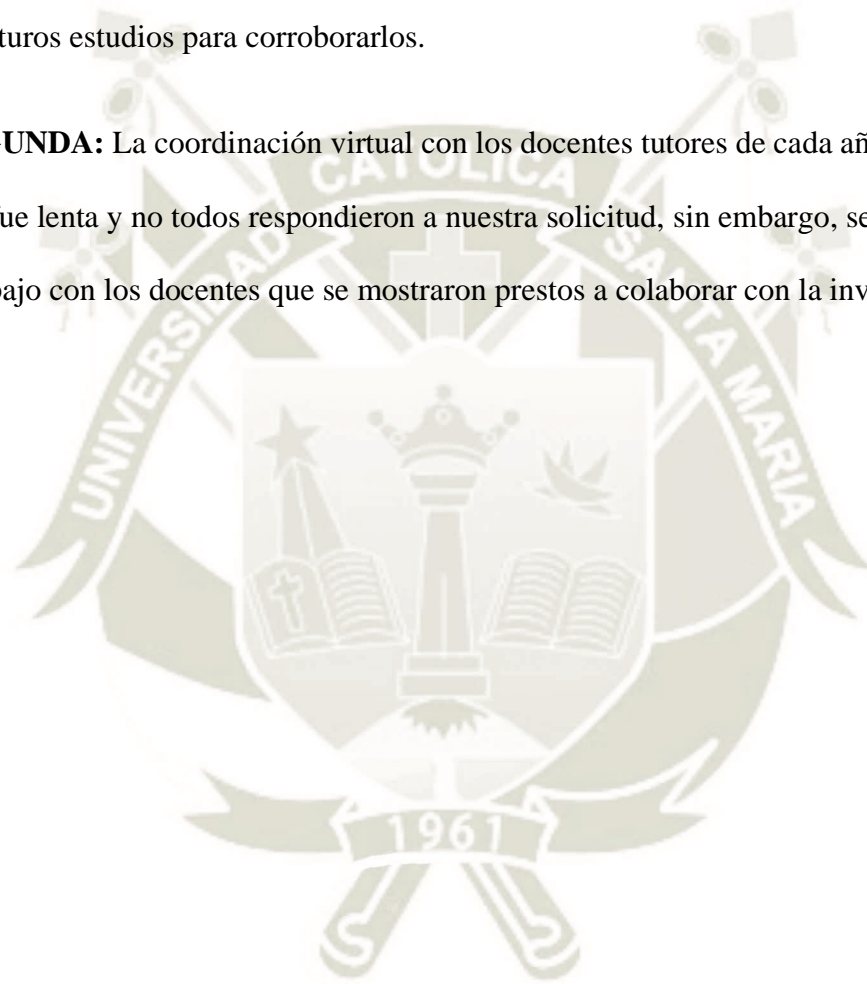 turos estudios para corroborarlos.
UNDA: La coordinación virtual con los docentes tutores de cada añ
ue lenta y no todos respondieron a nuestra solicitud, sin embargo, se
ajo con los docentes que se mostraron prestos a colaborar con la inv
UNIVERSIDAD CATOLICA SANTA MARIA
1961